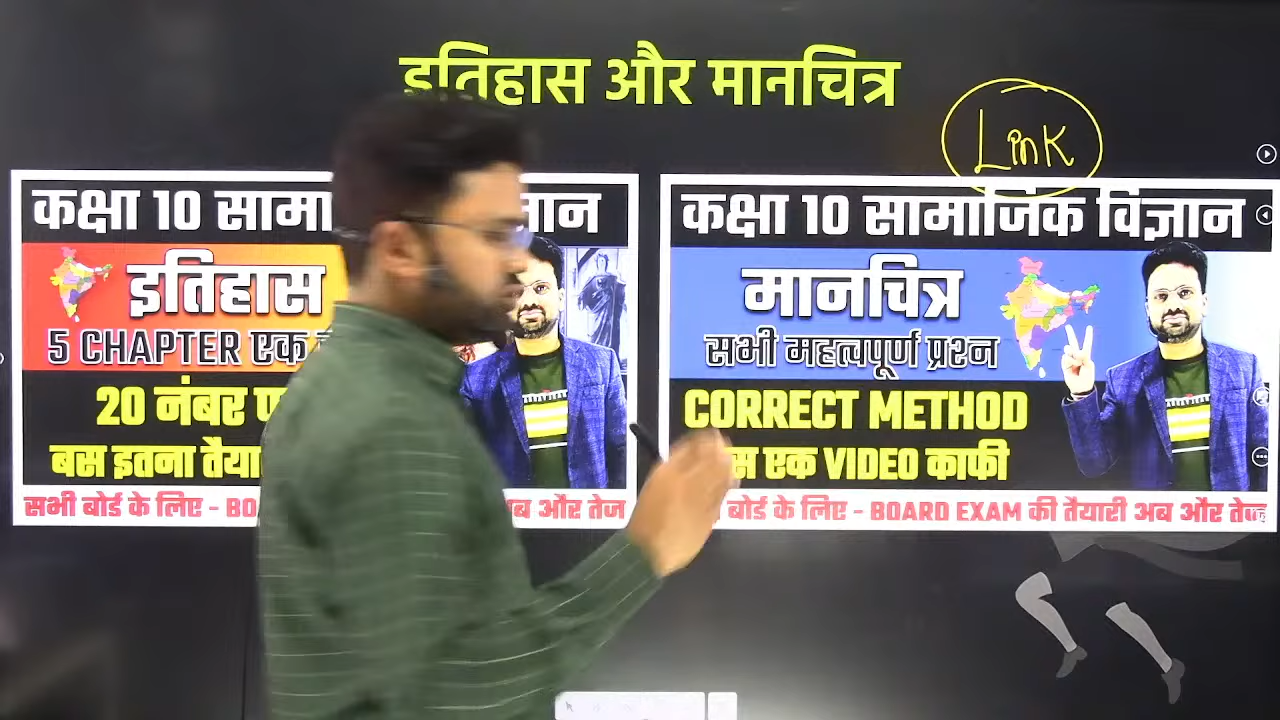 इतिहास और मानचित्र
Link
कक्षा 10 सामा
इतिहास
5 CHAPTER एक
20 नंबर
बस इतना तैया
सभी बोर्ड के लिए - BO
अब और तेज
कक्षा 10 सामाजिक विज्ञान
मानचित्र
सभी महत्वपूर्ण प्रश्न
CORRECT METHOD
एक VIDEO काफी
बोर्ड के लिए - BOARD EXAM की तैयारी अब और तेज